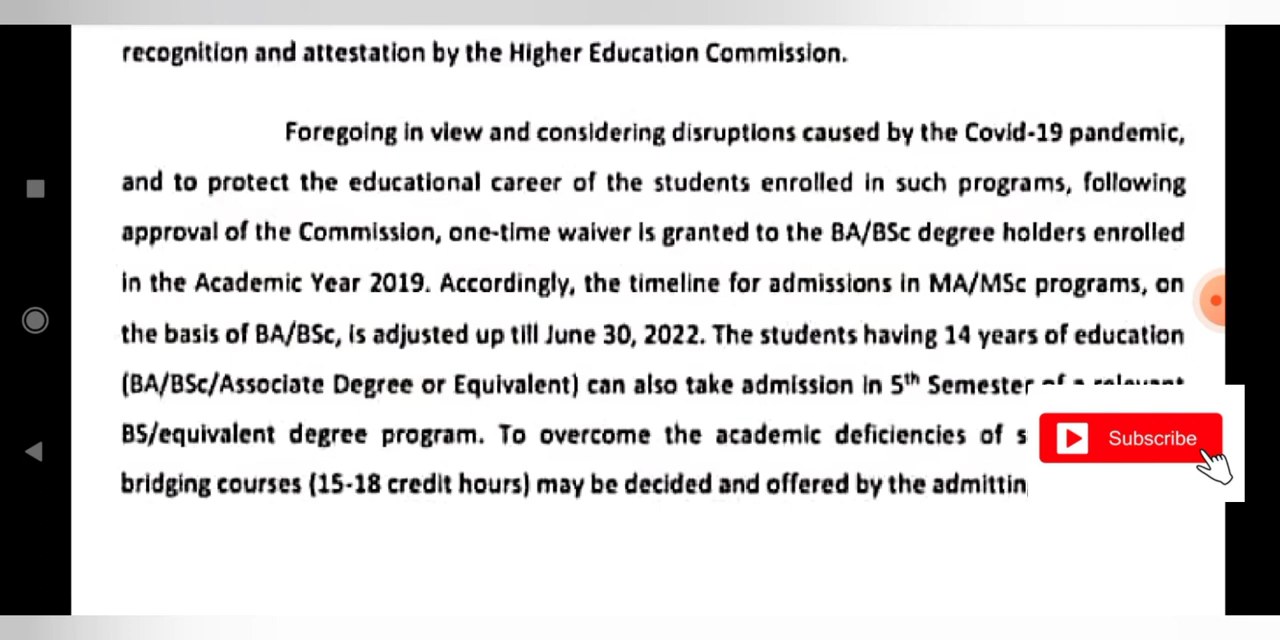 recognition and attestation by the Higher Education Commission.
Foregoing in view and considering disruptions caused by the Covid-19 pandemic,
and to protect the educational career of the students enrolled in such programs, following
approval of the Commission, one-time waiver is granted to the BA/BSc degree holders enrolled
in the Academic Year 2019. Accordingly, the timeline for admissions in MA/MSc programs, on
the basis of BA/BSc, is adjusted up till June 30, 2022. The students having 14 years of education
(BA/BSc/Associate Degree or Equivalent) can also take admission in 5th Semester of a relevant
BS/equivalent degree program. To overcome the academic deficiencies of
bridging courses (15-18 credit hours) may be decided and offered by the
Subscribe